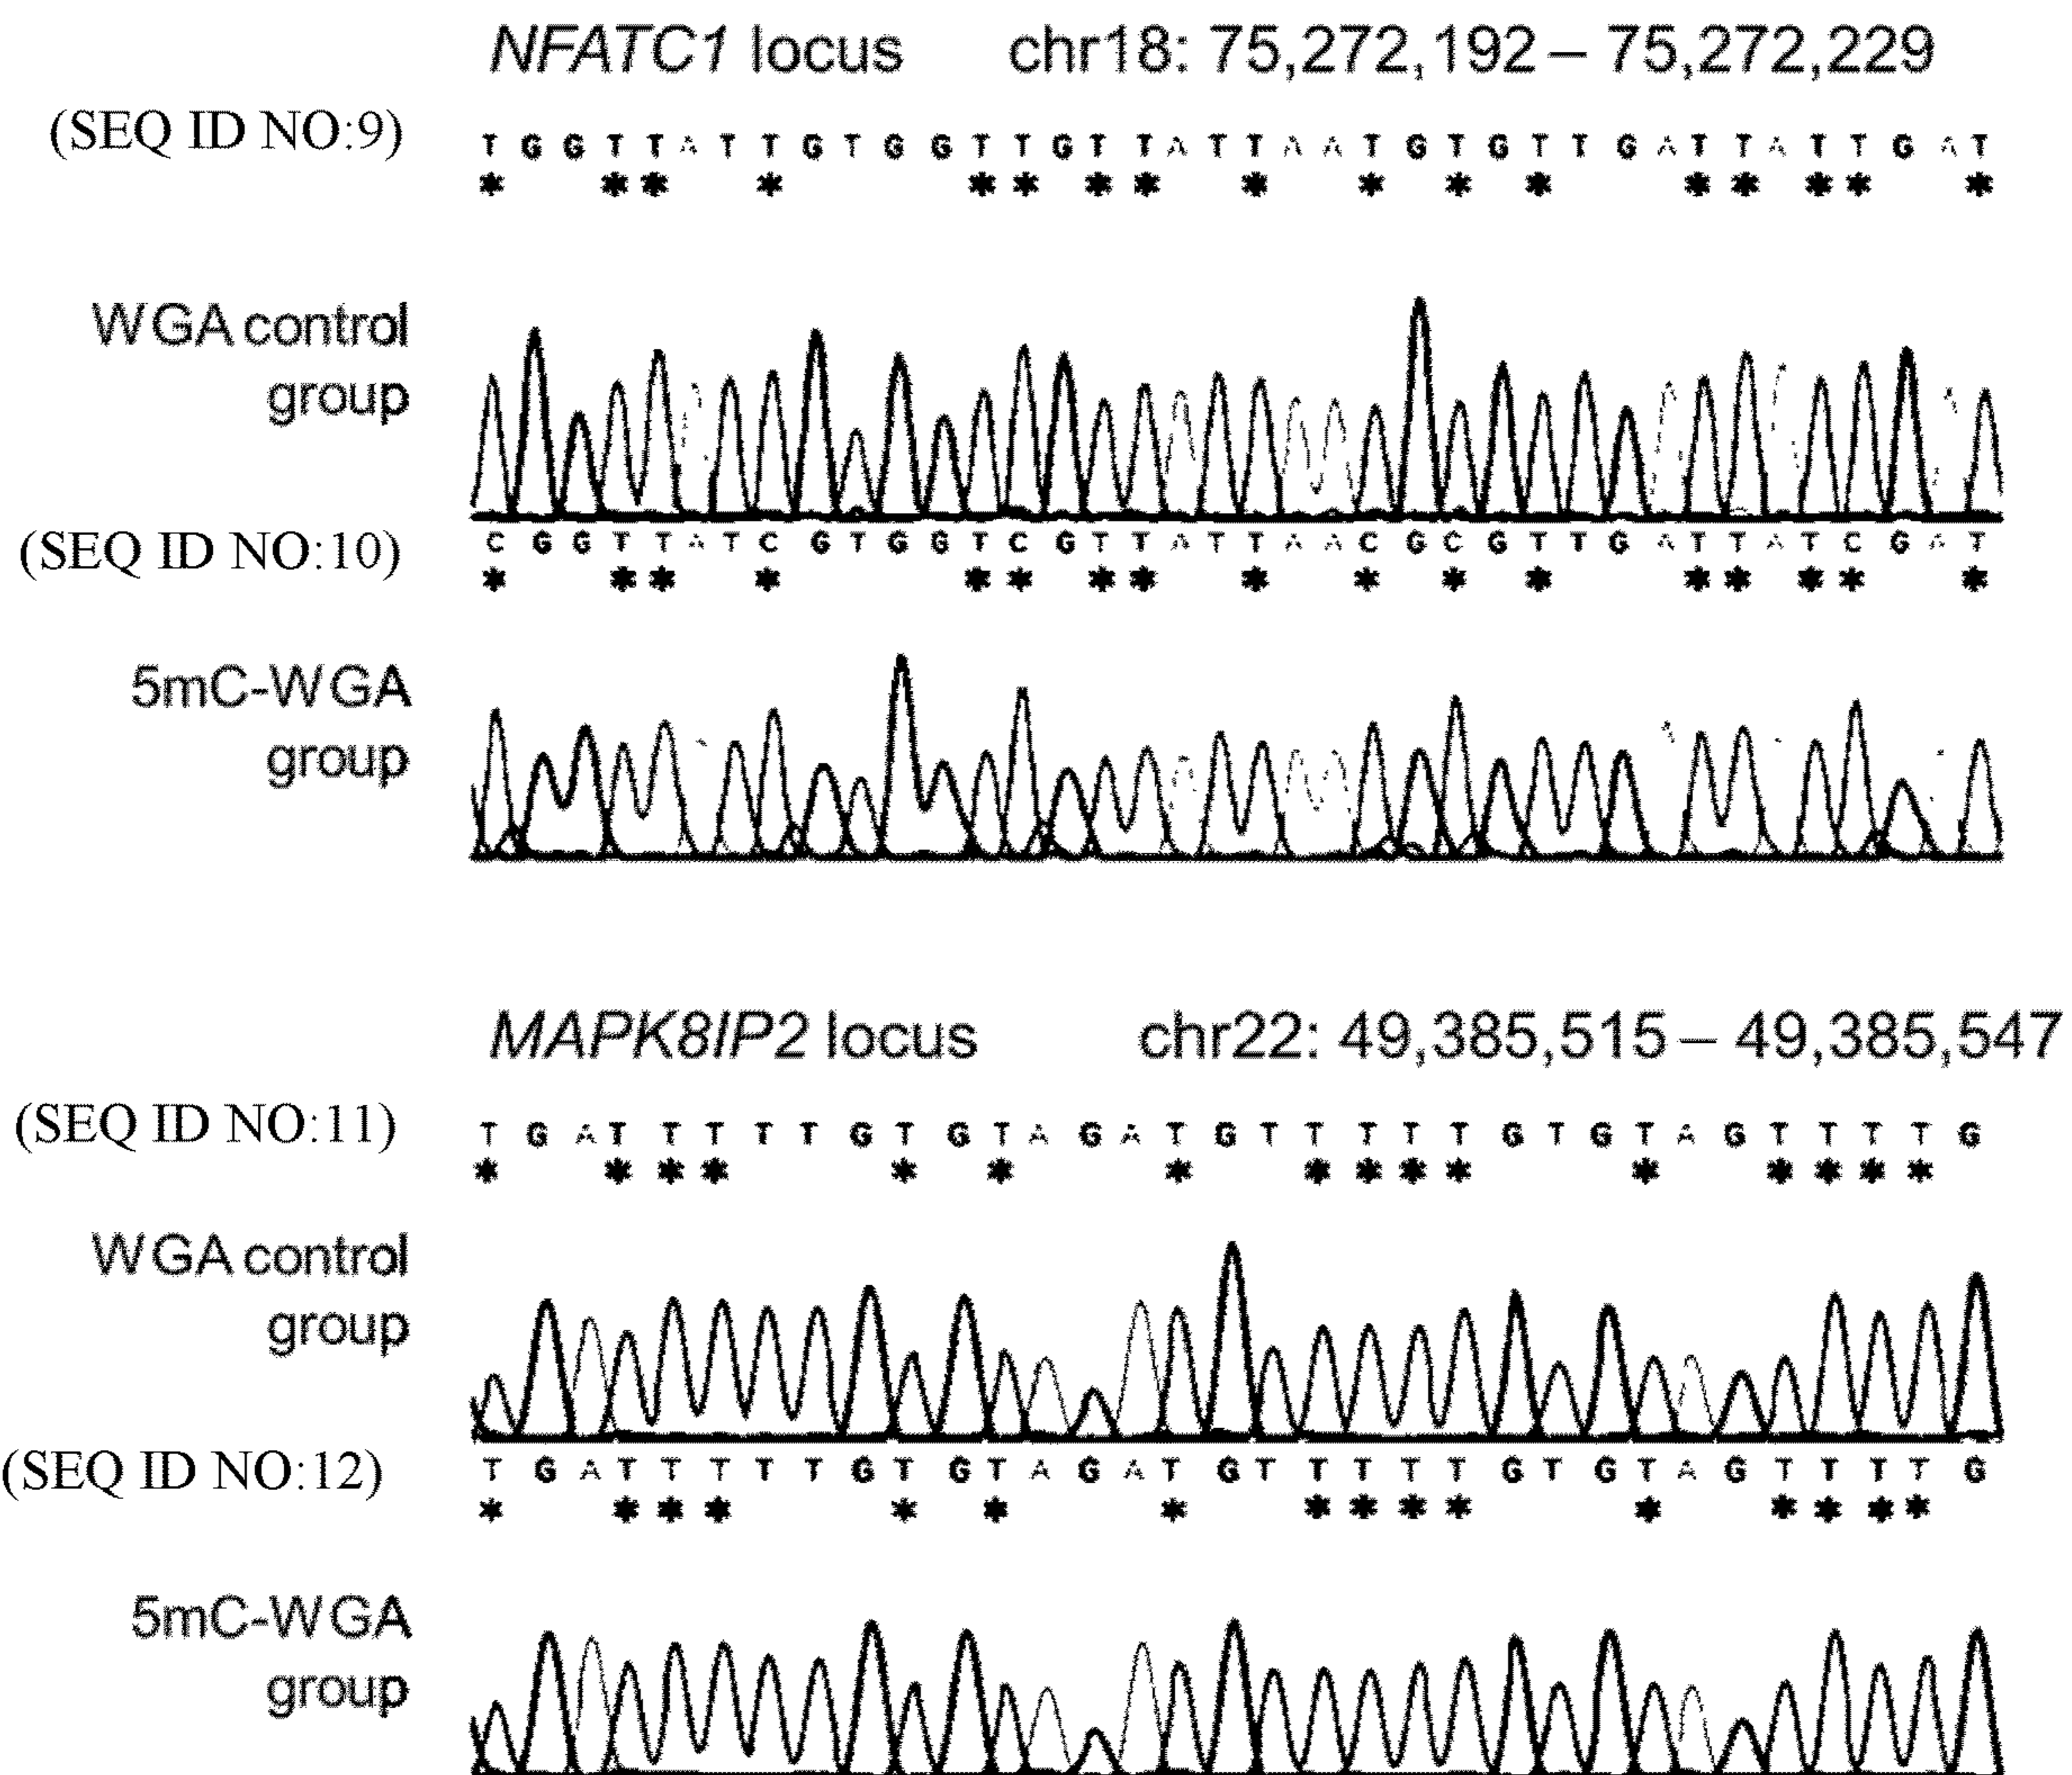 NFATC1 locus chr18: 75,272,192 – 75,272,229
(SEQ ID NO:9) T G G T T A T T G T G G T T G T T A T T A A T G T G T T G A T T A T T G A T
* * * * * * * * * * * * * * * * *
WGA control
group
(SEQ ID NO:10) C G G T T A T C G T G G T C G T T A T T A A C G C G T T G A T T A T C G A T
* * * * * * * * * * * * * * * * *
5mC-WGA
group
MAPK8IP2 locus chr22: 49,385,515 – 49,385,547
(SEQ ID NO:11) T G A T T T T T G T G T A G A T G T T T T T G T G T A G T T T T G
* * * * * * * * * * * * * * * *
WGA control
group
(SEQ ID NO:12) T G A T T T T T G T G T A G A T G T T T T T G T G T A G T T T T G
* * * * * * * * * * * * * * * *
5mC-WGA
group